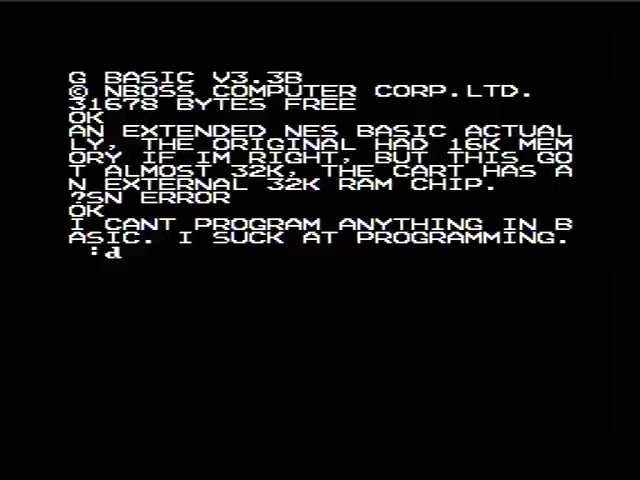 G BASIC V3.3B
© NBOSS COMPUTER CORP.LTD.
31678 BYTES FREE
OK
AN EXTENDED NES BASIC ACTUAL
LY, THE ORIGINAL HAD 16K MEM
ORY IF IM RIGHT, BUT THIS GO
T ALMOST 32K, THE CART HAS A
N EXTERNAL 32K RAM CHIP.
?SN ERROR
OK
I CANT PROGRAM ANYTHING IN B
ASIC. I SUCK AT PROGRAMMING.
:d